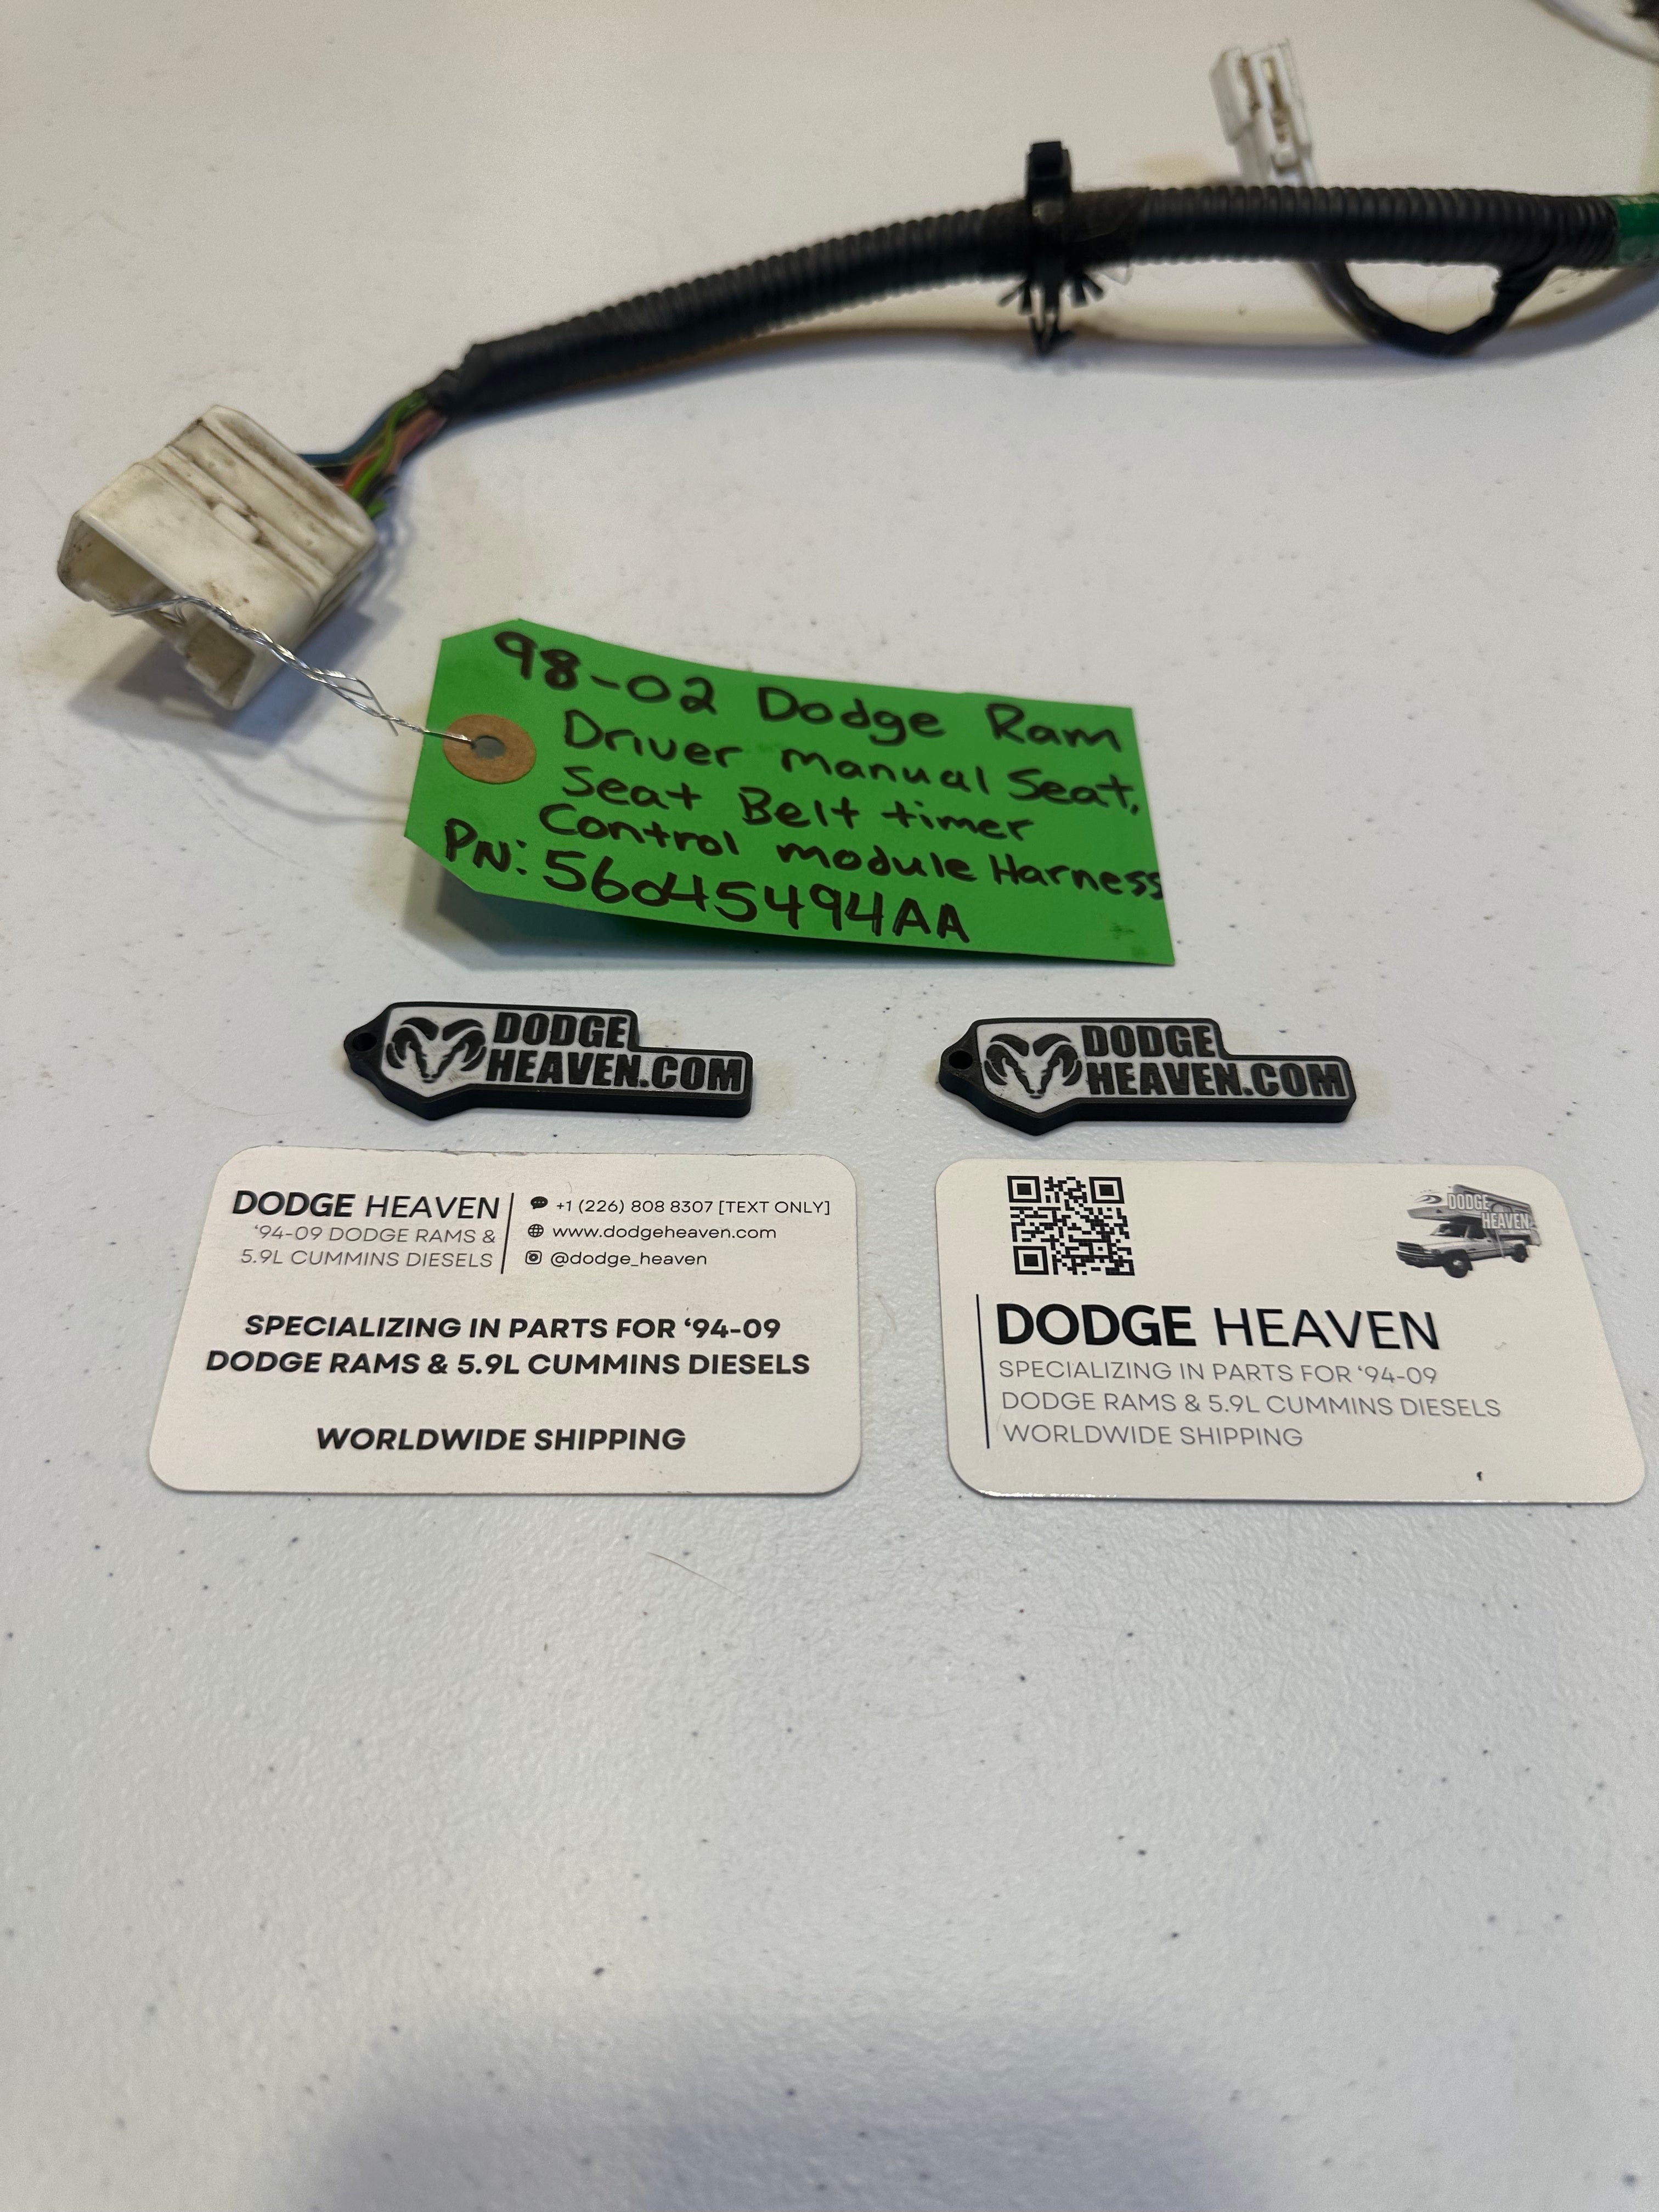 98-02 Dodge Ram
Driver manual Seat,
Seat Belt timer
Control module Harness
PN: 56045494AA
DODGE
HEAVEN.COM
DODGE
HEAVEN.COM
DODGE HEAVEN
‘94-09 DODGE RAMS &
5.9L CUMMINS DIESELS
+1 (226) 808 8307 [TEXT ONLY]
www.dodgeheaven.com
@dodge_heaven
SPECIALIZING IN PARTS FOR ‘94-09
DODGE RAMS & 5.9L CUMMINS DIESELS
WORLDWIDE SHIPPING
DODGE
HEAVEN
DODGE HEAVEN
SPECIALIZING IN PARTS FOR ‘94-09
DODGE RAMS & 5.9L CUMMINS DIESELS
WORLDWIDE SHIPPING